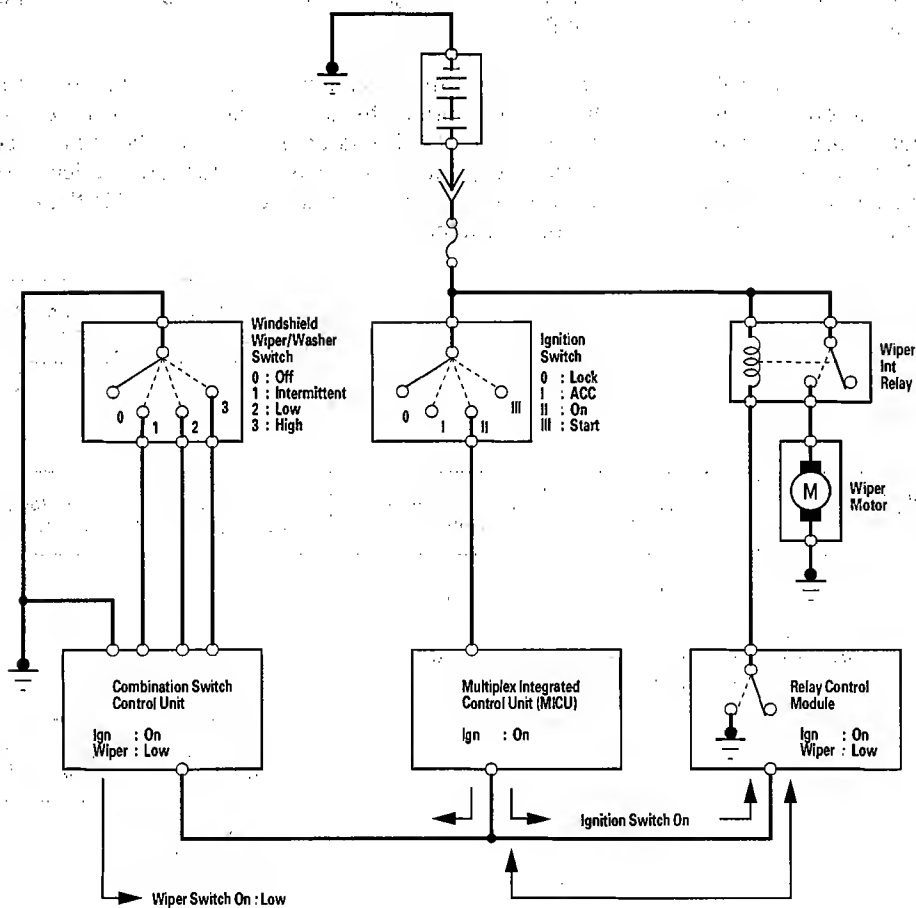 Windshield
Wiper/Washer
Switch
0 : Off
1 : Intermittent
2 : Low
3 : High
0
1
2
3
Ignition
Switch
0 : Lock
I : ACC
II : On
III : Start
0
I
II
III
Wiper
Int
Relay
M
Wiper
Motor
Combination Switch
Control Unit
Ign : On
Wiper : Low
Multiplex Integrated
Control Unit (MICU)
Ign : On
Relay Control
Module
Ign : On
Wiper : Low
Ignition Switch On
Wiper Switch On : Low